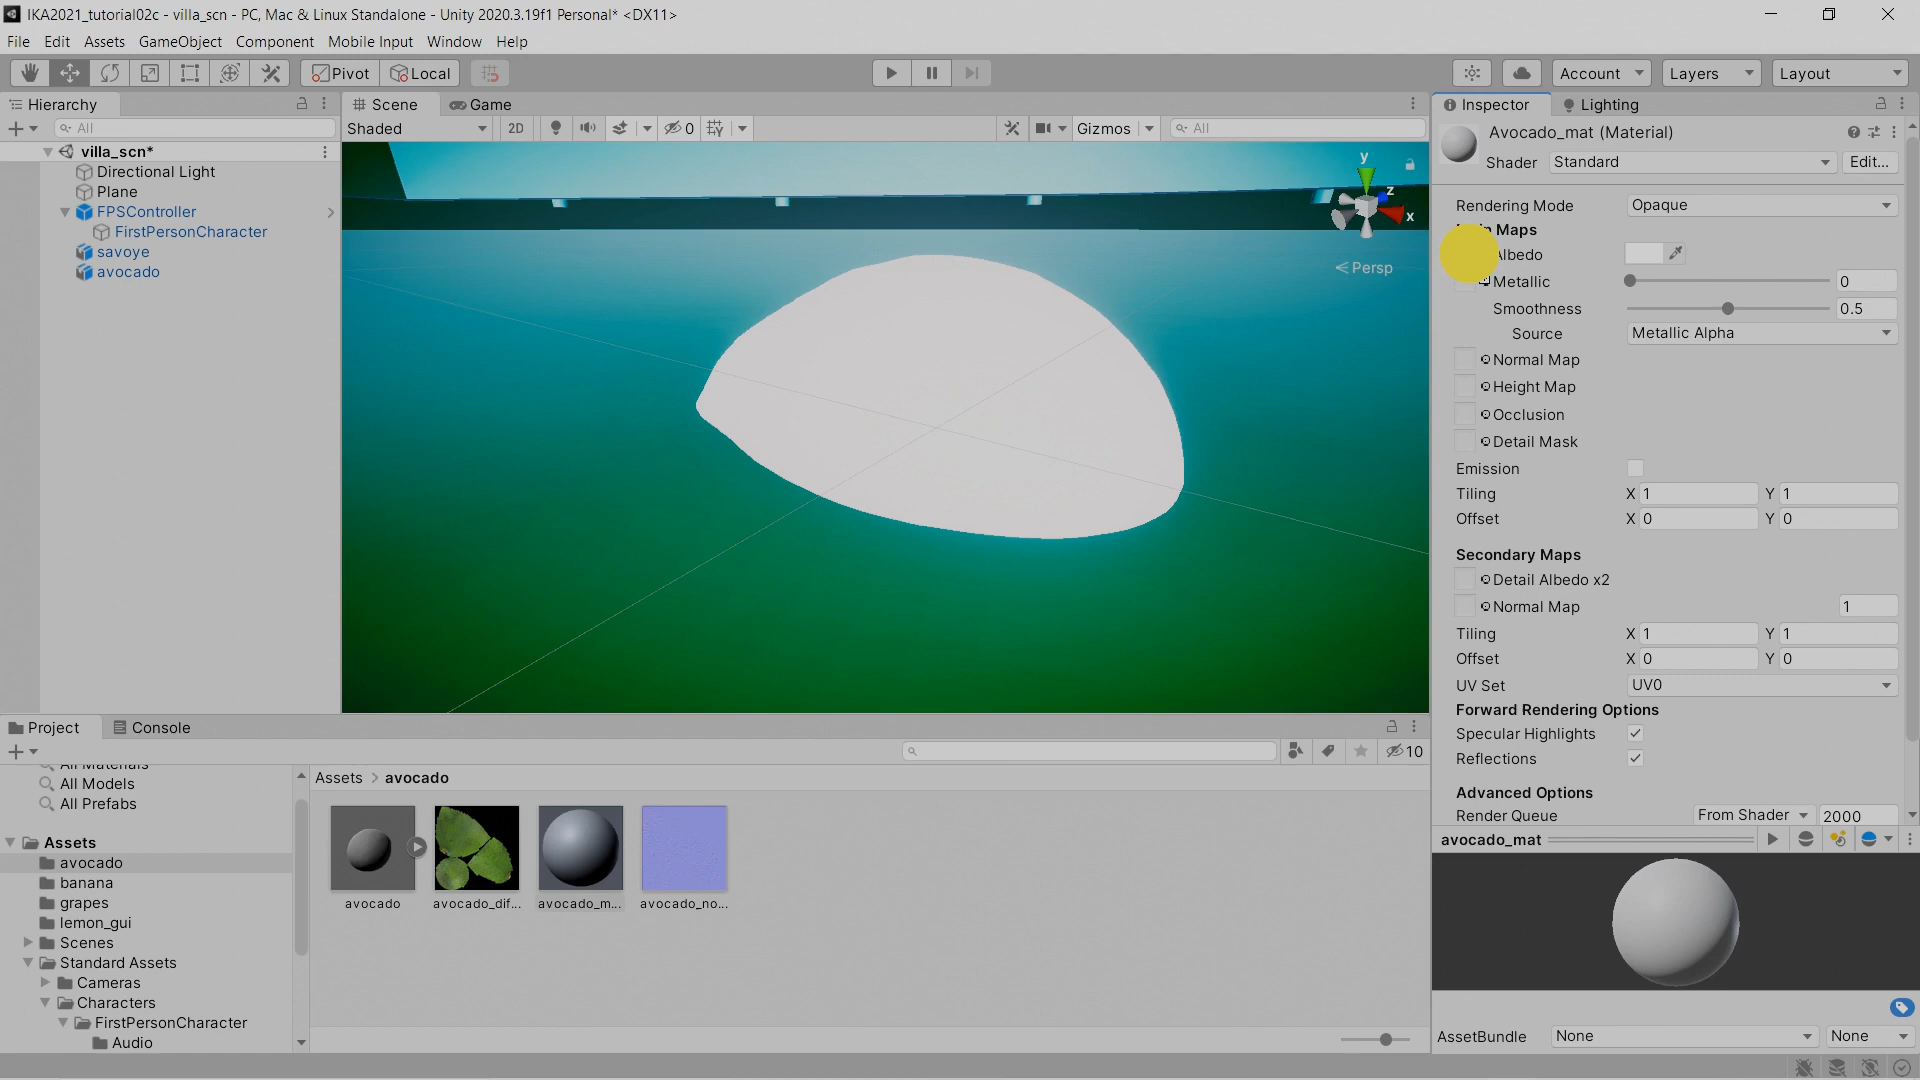 IKA2021_tutorial02c - villa_scn - PC, Mac & Linux Standalone - Unity 2020.3.19f1 Personal* <DX11>
File Edit Assets GameObject Component Mobile Input Window Help
Pivot Local Account Layers Layout
Hierarchy
All
villa_scn*
Directional Light
Plane
FPSController
FirstPersonCharacter
savoye
avocado
Scene Game
Shaded 2D 0 Gizmos All
y
z
x
Persp
Inspector Lighting
Avocado_mat (Material)
Shader Standard Edit...
Rendering Mode Opaque
Maps
Albedo
Metallic 0
Smoothness 0.5
Source Metallic Alpha
Normal Map
Height Map
Occlusion
Detail Mask
Emission
Tiling X 1 Y 1
Offset X 0 Y 0
Secondary Maps
Detail Albedo x2
Normal Map 1
Tiling X 1 Y 1
Offset X 0 Y 0
UV Set UV0
Forward Rendering Options
Specular Highlights
Reflections
Advanced Options
Render Queue From Shader 2000
avocado_mat
AssetBundle None None
Project Console
10
All Materials
All Models
All Prefabs
Assets
avocado
banana
grapes
lemon_gui
Scenes
Standard Assets
Cameras
Characters
FirstPersonCharacter
Audio
Assets > avocado
avocado avocado_dif... avocado_m... avocado_no...